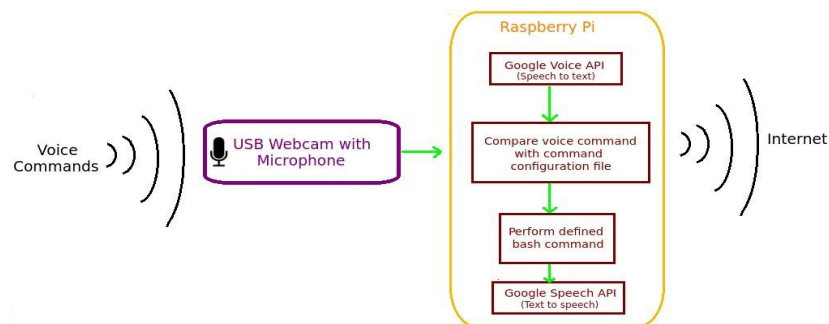 Voice
Commands
USB Webcam with
Microphone
Raspberry Pi
Google Voice API
(Speech to text)
Compare voice command
with command
configuration file
Perform defined
bash command
Google Speech API
(Text to speech)
Internet